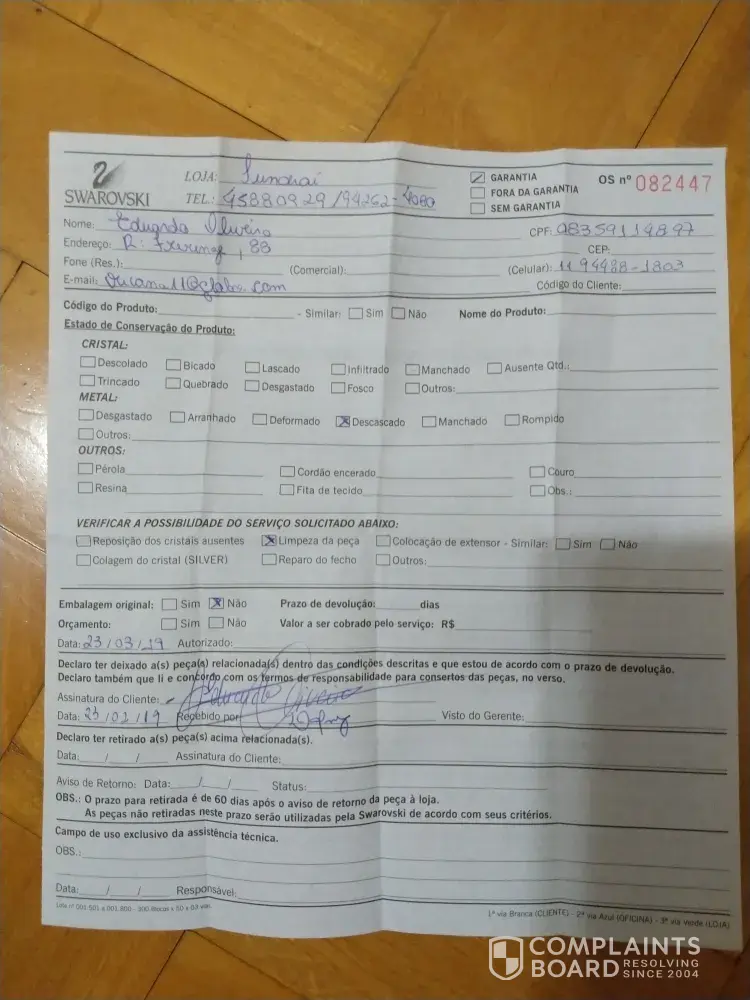 SWAROVSKI
LOJA: Jundiaí
TEL.: 45880929/94262-4080
GARANTIA
FORA DA GARANTIA
SEM GARANTIA
OS nº 082447
Nome: Eduardo Oliveira
CPF: 08359114897
Endereço: R: , 88
CEP:
Fone (Res.): (Comercial): (Celular): 11 94488-1803
E-mail: Código do Cliente:
Código do Produto: - Similar: Sim Não Nome do Produto:
Estado de Conservação do Produto:
CRISTAL:
Descolado Bicado Lascado Infiltrado Manchado Ausente Qtd.:
Trincado Quebrado Desgastado Fosco Outros:
METAL:
Desgastado Arranhado Deformado Descascado Manchado Rompido
Outros:
OUTROS:
Pérola Cordão encerado Couro
Resina Fita de tecido Obs.:
VERIFICAR A POSSIBILIDADE DO SERVIÇO SOLICITADO ABAIXO:
Reposição dos cristais ausentes Limpeza da peça Colocação de extensor - Similar: Sim Não
Colagem do cristal (SILVER) Reparo do fecho Outros:
Embalagem original: Sim Não Prazo de devolução: dias
Orçamento: Sim Não Valor a ser cobrado pelo serviço: R$
Data: 23/03/19 Autorizado:
Declaro ter deixado a(s) peça(s) relacionada(s) dentro das condições descritas e que estou de acordo com o prazo de devolução.
Declaro também que li e concordo com os termos de responsabilidade para consertos das peças, no verso.
Assinatura do Cliente:
Data: 23/02/19 Recebido por: Visto do Gerente:
Declaro ter retirado a(s) peça(s) acima relacionada(s).
Data: / / Assinatura do Cliente:
Aviso de Retorno: Data: / / Status:
OBS.: O prazo para retirada é de 60 dias após o aviso de retorno da peça à loja.
As peças não retiradas neste prazo serão utilizadas pela Swarovski de acordo com seus critérios.
Campo de uso exclusivo da assistência técnica.
OBS.:
Data: / / Responsável:
1ª via Branca (CLIENTE) - 2ª via Azul (OFICINA) - 3ª via Verde (LOJA)
COMPLAINTS
BOARD RESOLVING SINCE 2004